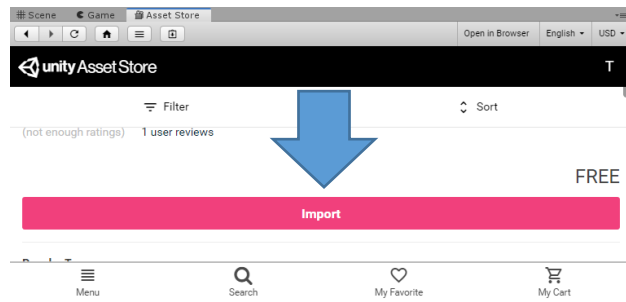 Scene Game Asset Store
Open in Browser English USD
unity Asset Store T
Filter Sort
(not enough ratings) 1 user reviews
FREE
Import
Menu Search My Favorite My Cart